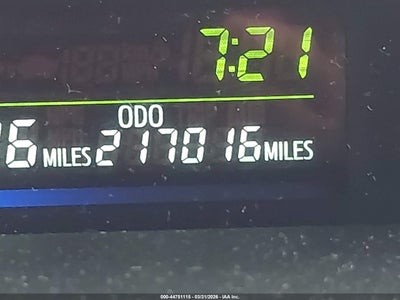 7:21
ODO
6 MILES 217016 MILES
000-44751115 - 03/31/2026 - IAA Inc.